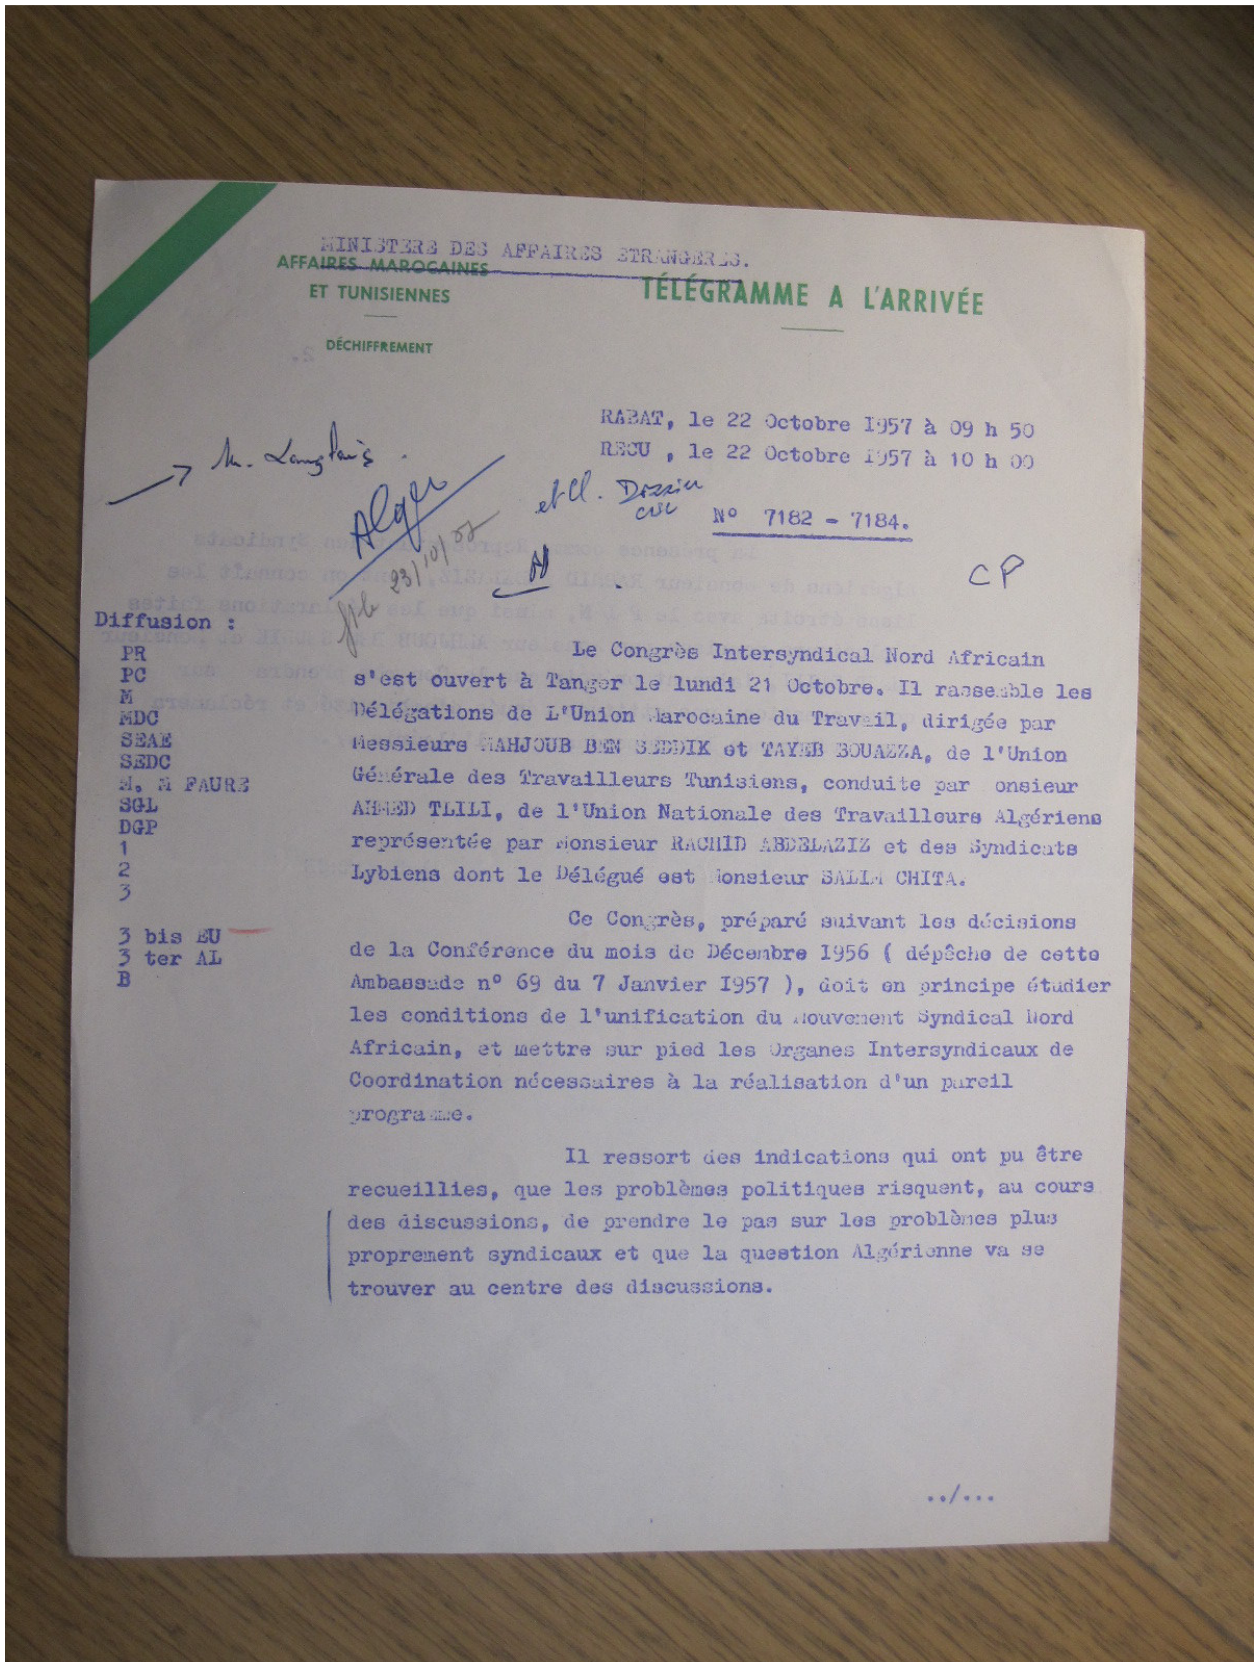 MINISTERE DES AFFAIRES ETRANGERES.
AFFAIRES MAROCAINES
ET TUNISIENNES
DÉCHIFFREMENT
TÉLÉGRAMME A L'ARRIVÉE
RABAT, le 22 Octobre 1957 à 09 h 50
RECU , le 22 Octobre 1957 à 10 h 00
M. Langlais.
Alger
23/10/57
et Cl. Dossier
N° 7182 - 7184.
CP
Diffusion :
PR
PC
M
MDC
SEAE
SEDC
M. M FAURE
SGL
DGP
1
2
3
3 bis EU
3 ter AL
B
Le Congrès Intersyndical Nord Africain
s'est ouvert à Tanger le lundi 21 Octobre. Il rassemble les
Délégations de L'Union Marocaine du Travail, dirigée par
Messieurs MAHJOUB BEN SEDDIK et TAYEB BOUAZZA, de l'Union
Générale des Travailleurs Tunisiens, conduite par onsieur
AHMED TLILI, de l'Union Nationale des Travailleurs Algériens
représentée par Monsieur RACHID ABDELAZIZ et des Syndicats
Lybiens dont le Délégué est Monsieur SALIM CHITA.
Ce Congrès, préparé suivant les décisions
de la Conférence du mois de Décembre 1956 ( dépêche de cette
Ambassade n° 69 du 7 Janvier 1957 ), doit en principe étudier
les conditions de l'unification du Mouvement Syndical Nord
Africain, et mettre sur pied les Organes Intersyndicaux de
Coordination nécessaires à la réalisation d'un pareil
programme.
Il ressort des indications qui ont pu être
recueillies, que les problèmes politiques risquent, au cours
des discussions, de prendre le pas sur les problèmes plus
proprement syndicaux et que la question Algérienne va se
trouver au centre des discussions.
../...